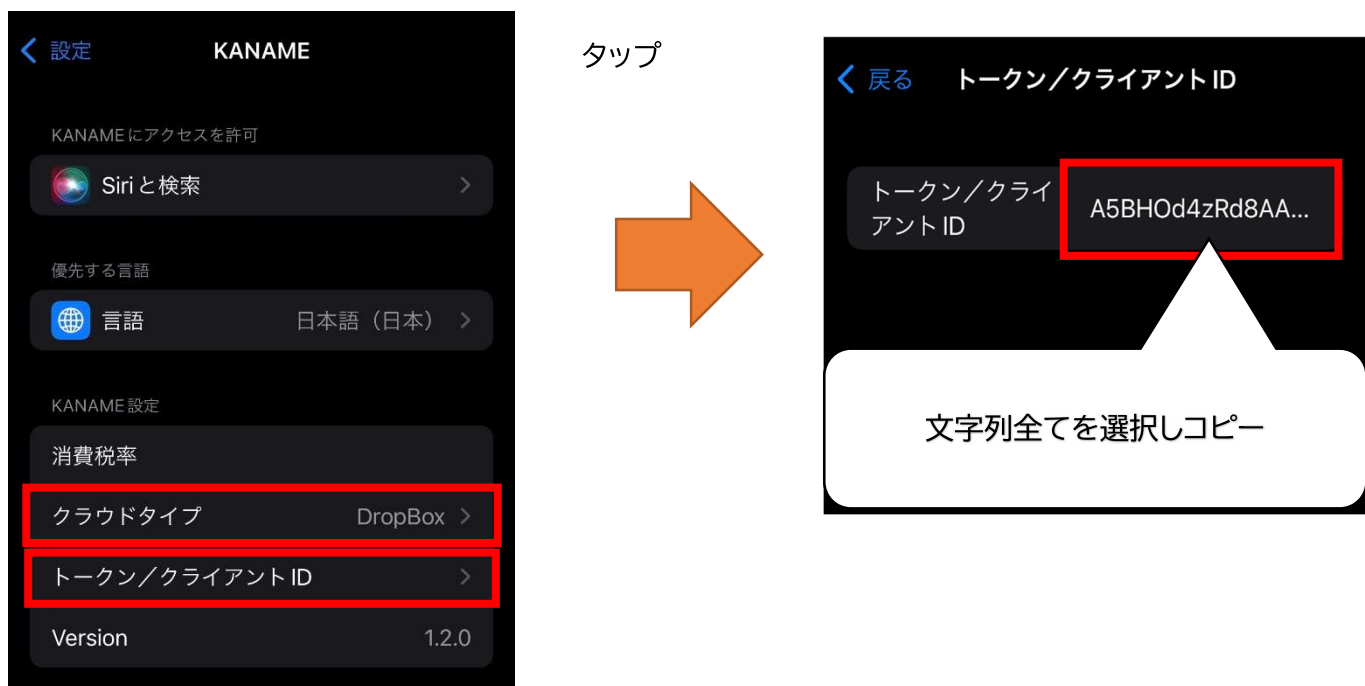 設定
KANAME
KANAMEにアクセスを許可
Siriと検索
優先する言語
言語
日本語（日本）
KANAME設定
消費税率
クラウドタイプ
DropBox
トークン／クライアントID
Version
1.2.0
タップ
戻る
トークン／クライアントID
トークン／クライ
アントID
A5BHOd4zRd8AA...
文字列全てを選択しコピー